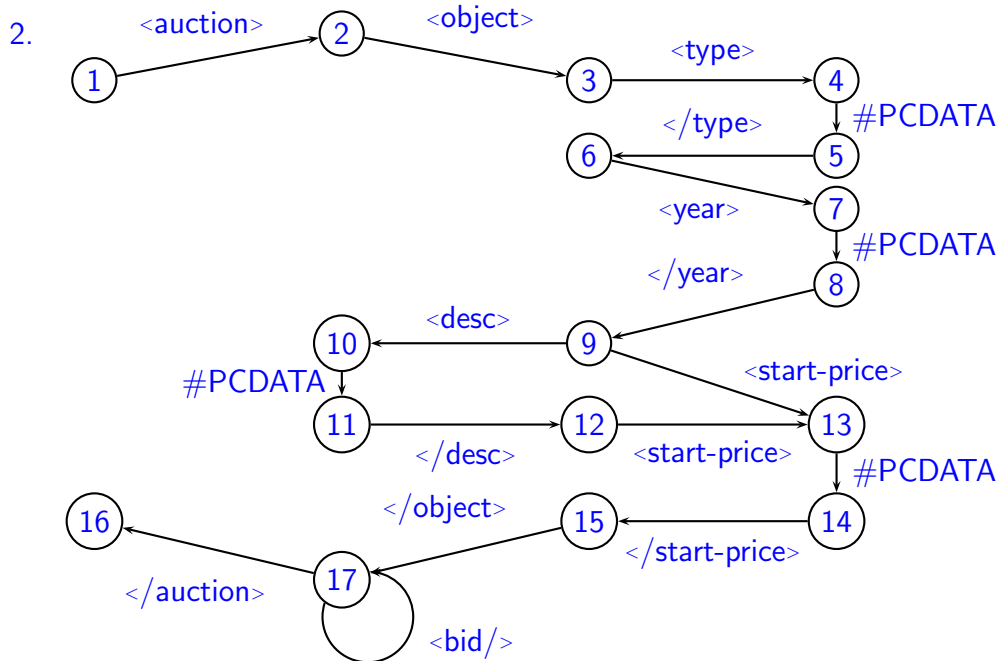 2.
<auction>
<object>
<type>
1
2
3
4
</type>
#PCDATA
6
5
<year>
7
#PCDATA
</year>
8
<desc>
10
9
#PCDATA
<start-price>
11
12
13
</desc>
<start-price>
#PCDATA
</object>
16
15
14
</start-price>
17
</auction>
<bid/>